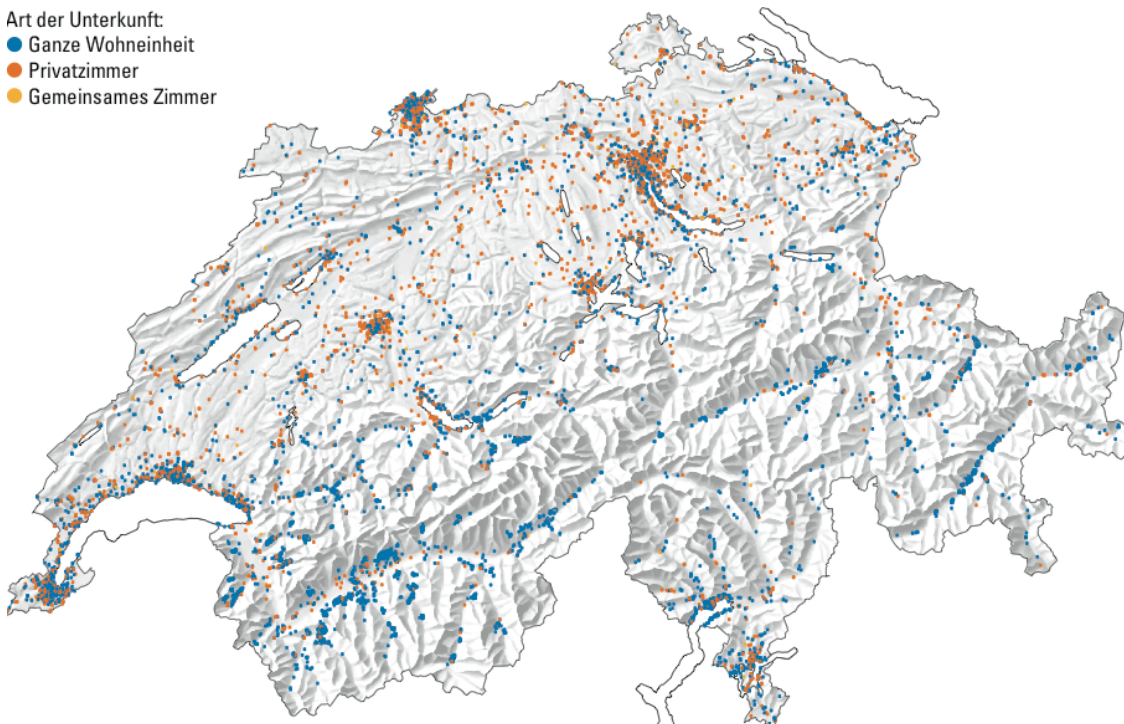 Art der Unterkunft:
Ganze Wohneinheit
Privatzimmer
Gemeinsames Zimmer